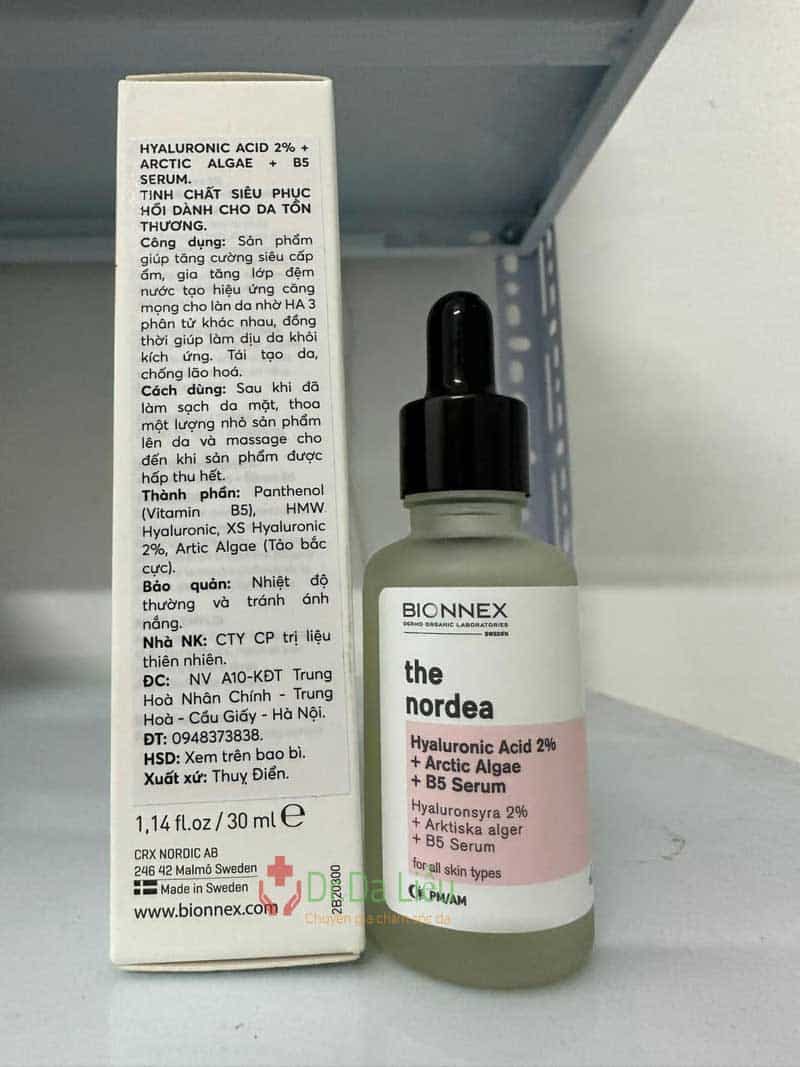 HYALURONIC ACID 2% +
ARCTIC ALGAE + B5
SERUM.
TINH CHẤT SIÊU PHỤC
HỒI DÀNH CHO DA TỔN
THƯƠNG.
Công dụng: Sản phẩm
giúp tăng cường siêu cấp
ẩm, gia tăng lớp đệm
nước tạo hiệu ứng căng
mọng cho làn da nhờ HA 3
phân tử khác nhau, đồng
thời giúp làm dịu da khỏi
kích ứng. Tái tạo da,
chống lão hoá.
Cách dùng: Sau khi đã
làm sạch da mặt, thoa
một lượng nhỏ sản phẩm
lên da và massage cho
đến khi sản phẩm được
hấp thu hết.
Thành phần: Panthenol
(Vitamin B5), HMW
Hyaluronic, XS Hyaluronic
2%, Artic Algae (Tảo bắc
cực).
Bảo quản: Nhiệt độ
thường và tránh ánh
nắng.
Nhà NK: CTY CP trị liệu
thiên nhiên.
ĐC: NV A10-KĐT Trung
Hoà Nhân Chính - Trung
Hoà - Cầu Giấy - Hà Nội.
ĐT: 0948373838.
HSD: Xem trên bao bì.
Xuất xứ: Thuỵ Điển.
1,14 fl.oz / 30 ml ℮
CRX NORDIC AB
246 42 Malmö Sweden
Made in Sweden
www.bionnex.com
2B20300
Dr.Da Liễu
Chuyên gia chăm sóc da
BIONNEX
DERMO ORGANIC LABORATORIES
SWEDEN
the
nordea
Hyaluronic Acid 2%
+ Arctic Algae
+ B5 Serum
Hyaluronsyra 2%
+ Arktiska alger
+ B5 Serum
for all skin types
PM/AM